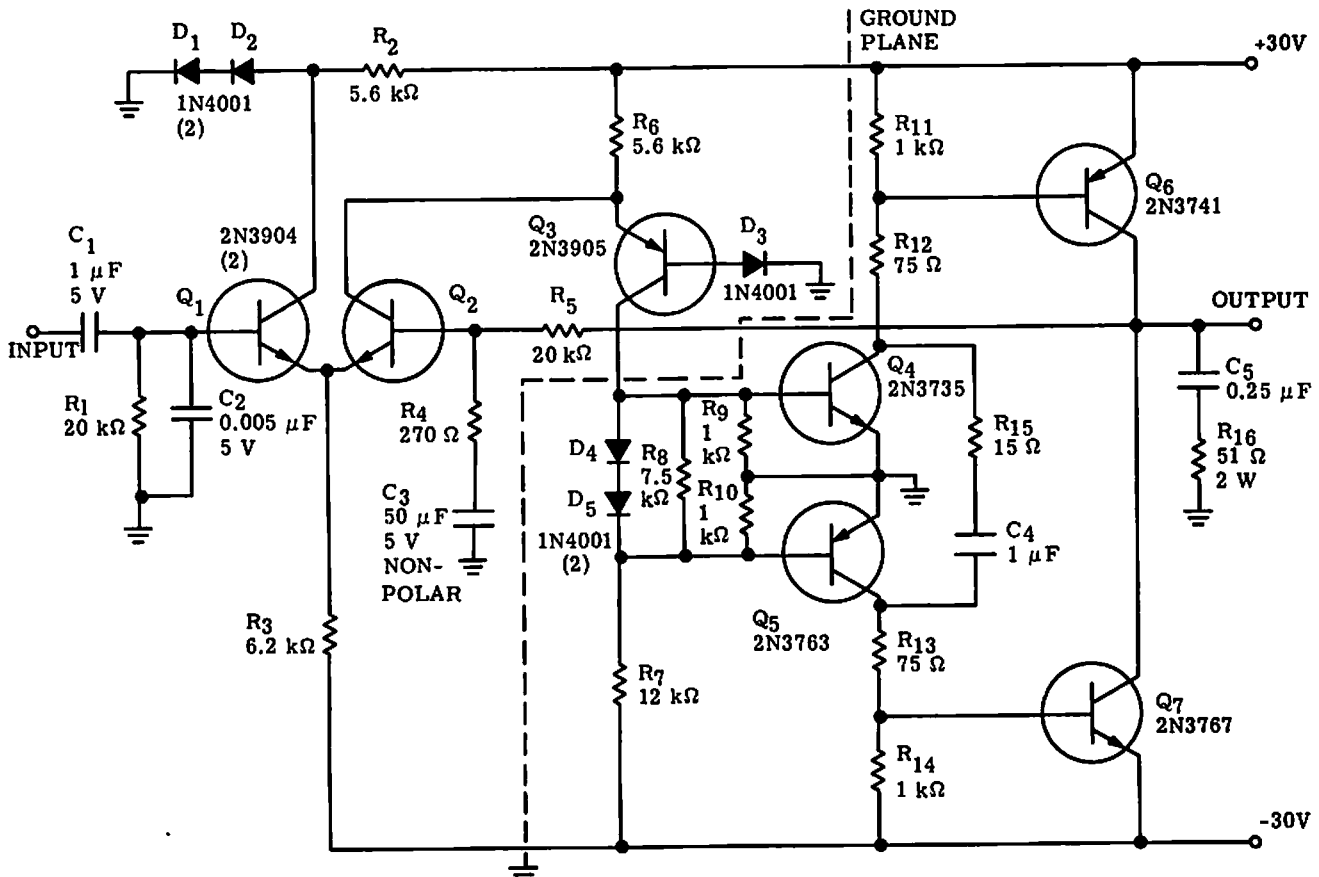 GROUND
PLANE
+30V
D1
D2
1N4001
(2)
R2
5.6 kΩ
R6
5.6 kΩ
R11
1 kΩ
Q6
2N3741
C1
1 μF
5 V
2N3904
(2)
Q1
Q2
Q3
2N3905
D3
1N4001
R12
75 Ω
INPUT
R5
20 kΩ
OUTPUT
R1
20 kΩ
C2
0.005 μF
5 V
R4
270 Ω
C3
50 μF
5 V
NON-
POLAR
D4
D5
1N4001
(2)
R8
7.5
kΩ
R9
1
kΩ
R10
1
kΩ
Q4
2N3735
R15
15 Ω
C4
1 μF
C5
0.25 μF
R16
51 Ω
2 W
Q5
2N3763
R3
6.2 kΩ
R7
12 kΩ
R13
75 Ω
Q7
2N3767
R14
1 kΩ
-30V